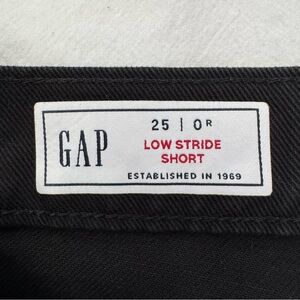 GAP
25 | 0R
LOW STRIDE
SHORT
ESTABLISHED IN 1969